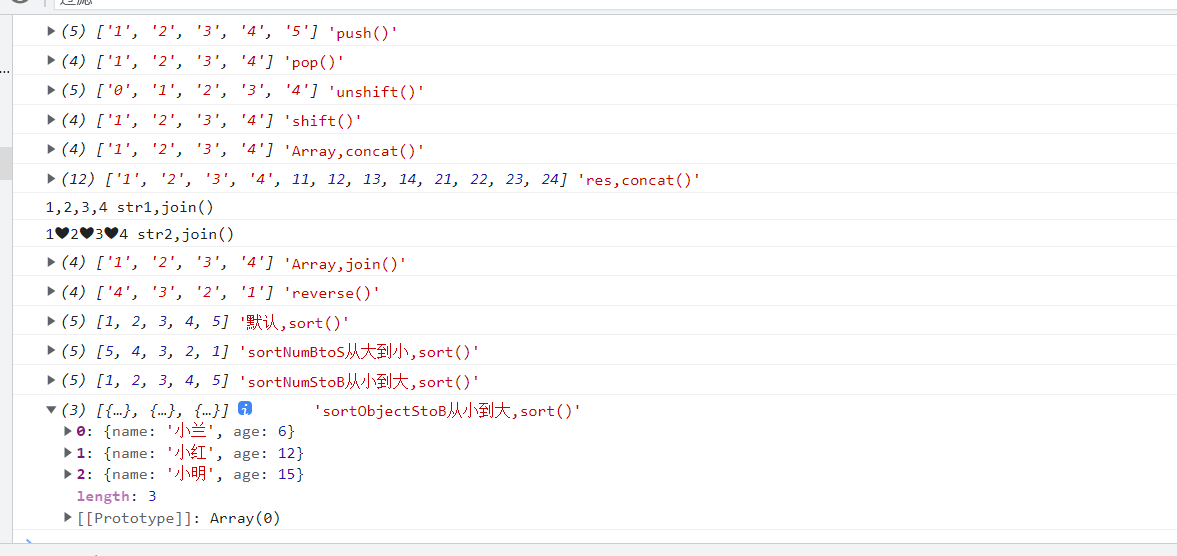 (5) ['1', '2', '3', '4', '5'] 'push()'
(4) ['1', '2', '3', '4'] 'pop()'
(5) ['0', '1', '2', '3', '4'] 'unshift()'
(4) ['1', '2', '3', '4'] 'shift()'
(4) ['1', '2', '3', '4'] 'Array,concat()'
(12) ['1', '2', '3', '4', 11, 12, 13, 14, 21, 22, 23, 24] 'res,concat()'
1,2,3,4 str1,join()
1♥2♥3♥4 str2,join()
(4) ['1', '2', '3', '4'] 'Array,join()'
(4) ['4', '3', '2', '1'] 'reverse()'
(5) [1, 2, 3, 4, 5] '默认,sort()'
(5) [5, 4, 3, 2, 1] 'sortNumBtoS从大到小,sort()'
(5) [1, 2, 3, 4, 5] 'sortNumStoB从小到大,sort()'
(3) [{…}, {…}, {…}] 'sortObjectStoB从小到大,sort()'
0: {name: '小兰', age: 6}
1: {name: '小红', age: 12}
2: {name: '小明', age: 15}
length: 3
[[Prototype]]: Array(0)